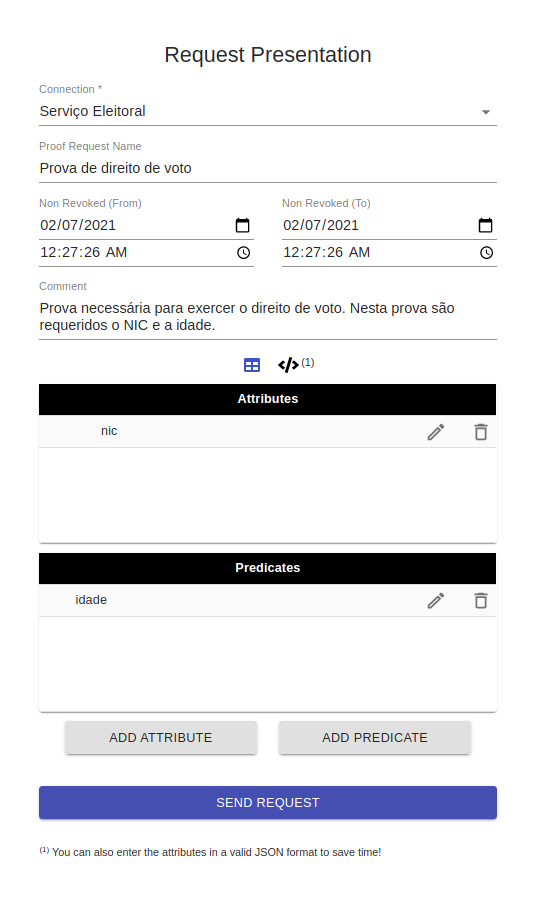 Request Presentation
Connection *
Serviço Eleitoral
Proof Request Name
Prova de direito de voto
Non Revoked (From) Non Revoked (To)
02/07/2021 02/07/2021
12:27:26 AM 12:27:26 AM
Comment
Prova necessária para exercer o direito de voto. Nesta prova são
requeridos o NIC e a idade.
(1)
Attributes
nic
Predicates
idade
ADD ATTRIBUTE ADD PREDICATE
SEND REQUEST
(1) You can also enter the attributes in a valid JSON format to save time!